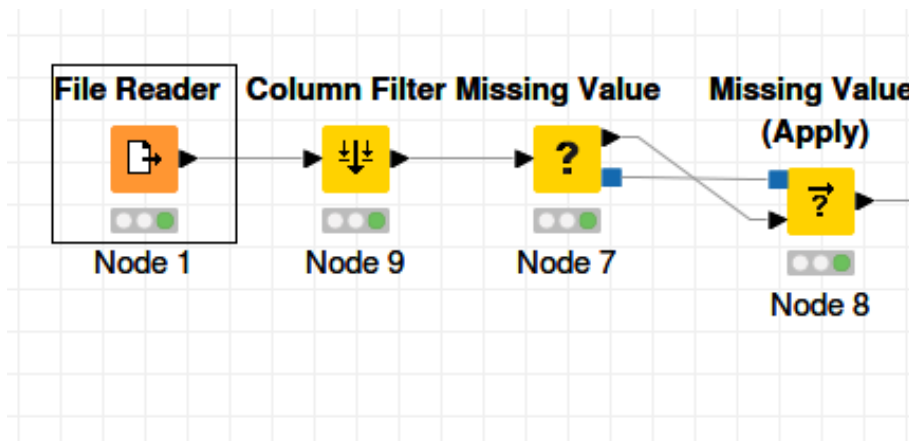 File Reader
Column Filter
Missing Value
Missing Value
(Apply)
?
?
Node 1
Node 9
Node 7
Node 8